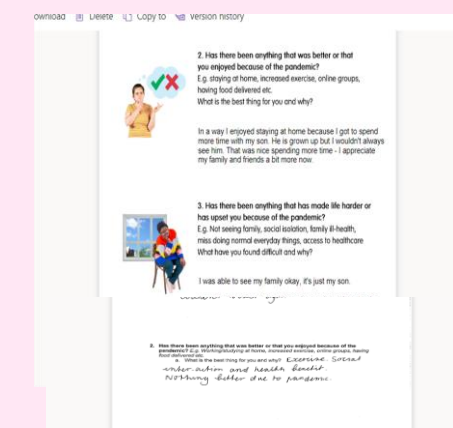 ownload Delete Copy to Version history
2. Has there been anything that was better or that
you enjoyed because of the pandemic?
E.g. staying at home, increased exercise, online groups,
having food delivered etc.
What is the best thing for you and why?
In a way I enjoyed staying at home because I got to spend
more time with my son. He is grown up but I wouldn't always
see him. That was nice spending more time - I appreciate
my family and friends a bit more now.
3. Has there been anything that has made life harder or
has upset you because of the pandemic?
E.g. Not seeing family, social isolation, family ill-health,
miss doing normal everyday things, access to healthcare
What have you found difficult and why?
I was able to see my family okay, it's just my son.
2. Has there been anything that was better or that you enjoyed because of the
pandemic? E.g. Working/studying at home, increased exercise, online groups, having
food delivered etc.
a. What is the best thing for you and why? Exercise. Social
inter action and health benefit.
Nothing better due to pandemic.